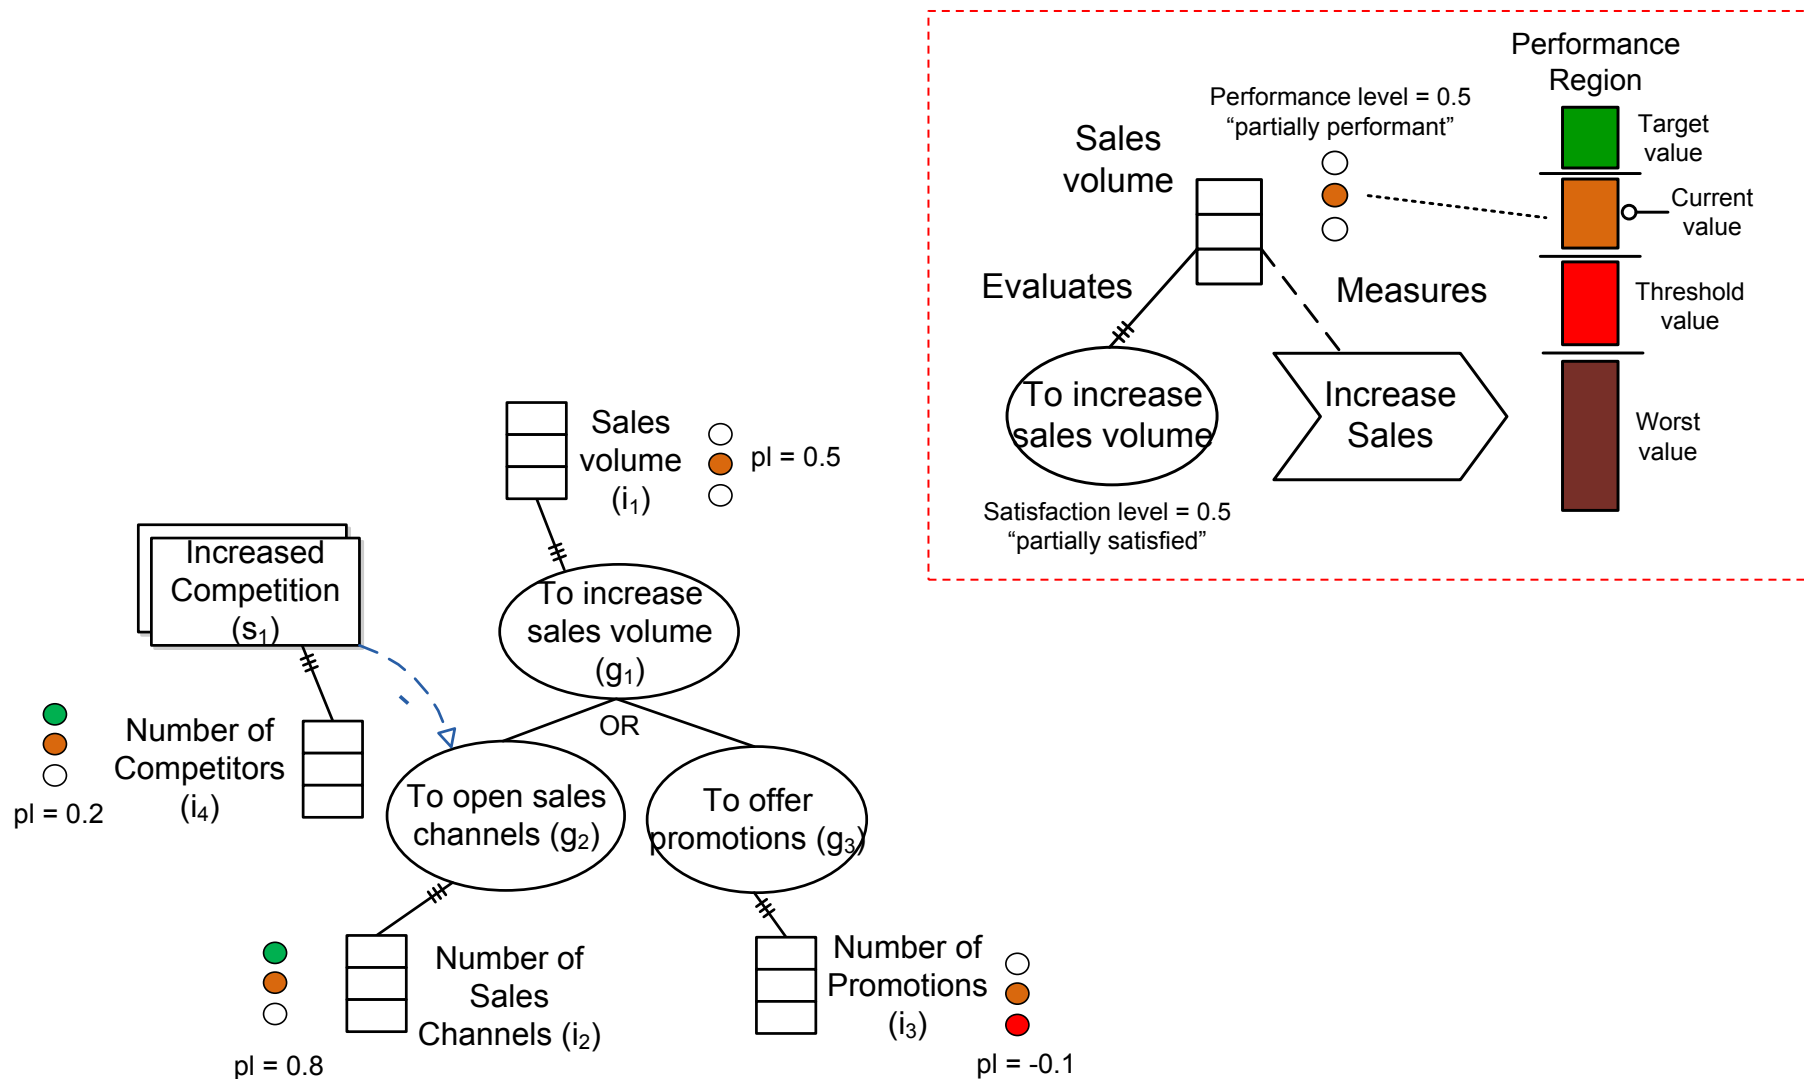 Performance
Region
Performance level = 0.5
“partially performant”
Target
value
Sales
volume
Current
value
Evaluates
Measures
Threshold
value
To increase
sales volume
Increase
Sales
Worst
value
Satisfaction level = 0.5
“partially satisfied”
Sales
volume
(i₁)
pl = 0.5
Increased
Competition
(s₁)
To increase
sales volume
(g₁)
OR
Number of
Competitors
(i₄)
pl = 0.2
To open sales
channels (g₂)
To offer
promotions (g₃)
Number of
Sales
Channels (i₂)
pl = 0.8
Number of
Promotions
(i₃)
pl = -0.1